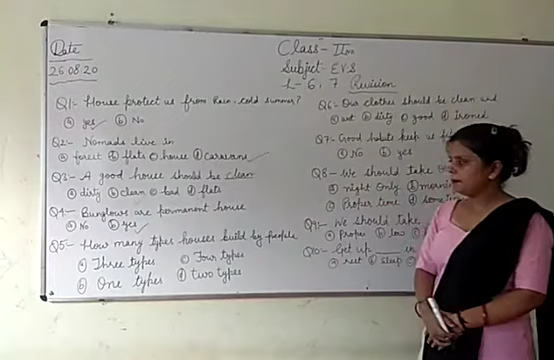 Date
26.08.20
Class- IInd
Subject- E.V.S
L- 6, 7 Revision
Q1- House protect us from Rain, cold summer?
ⓐ yes ⓑ No
Q2- Nomads live in
ⓐ forest ⓑ flats ⓒ house ⓓ caravans
Q3- A good house should be clean
ⓐ dirty ⓑ clean ⓒ bad ⓓ flats
Q4- Bunglows are permanent house
ⓐ No ⓑ yes
Q5- How many types houses build by people
ⓐ Three types ⓒ Four types
ⓑ One types ⓓ two types
Q6- Our clothes should be clean and
ⓐ wet ⓑ dirty ⓒ good ⓓ Ironed
Q7- Good habits keep us
ⓐ No ⓑ yes
Q8- We should take
ⓐ night Only ⓑ
ⓒ Proper time ⓓ
Q9- We should take
ⓐ Proper ⓑ low
Q10- Get up ____
ⓐ rest ⓑ sleep